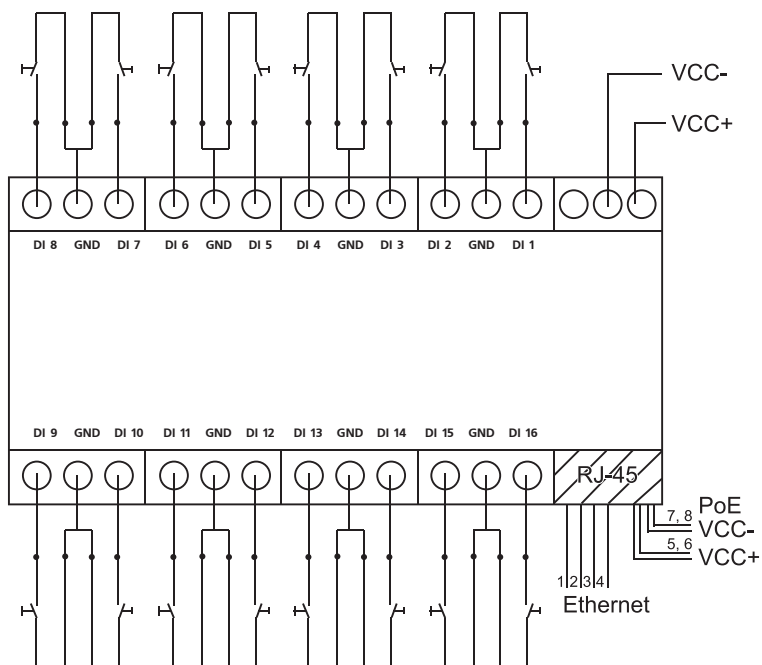 VCC-
VCC+
DI 8 GND DI 7 DI 6 GND DI 5 DI 4 GND DI 3 DI 2 GND DI 1
DI 9 GND DI 10 DI 11 GND DI 12 DI 13 GND DI 14 DI 15 GND DI 16
RJ-45
7, 8 PoE
VCC-
5, 6
VCC+
1 2 3 4
Ethernet